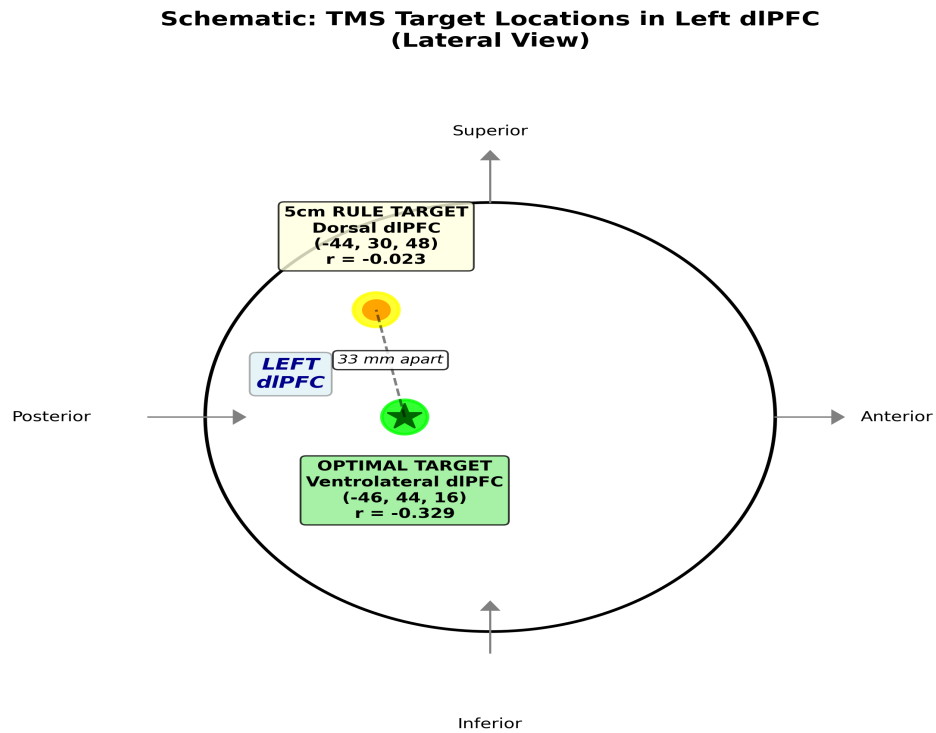 Schematic: TMS Target Locations in Left dlPFC
(Lateral View)
Superior
5cm RULE TARGET
Dorsal dlPFC
(-44, 30, 48)
r = -0.023
33 mm apart
LEFT
dlPFC
Posterior
Anterior
OPTIMAL TARGET
Ventrolateral dlPFC
(-46, 44, 16)
r = -0.329
Inferior